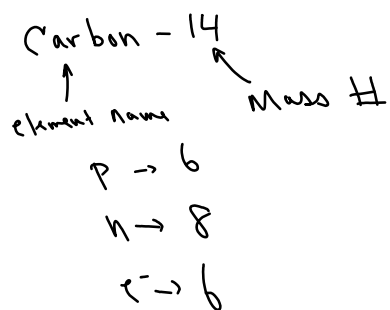 Carbon - 14
element name
Mass #
p → 6
n → 8
e⁻ → 6